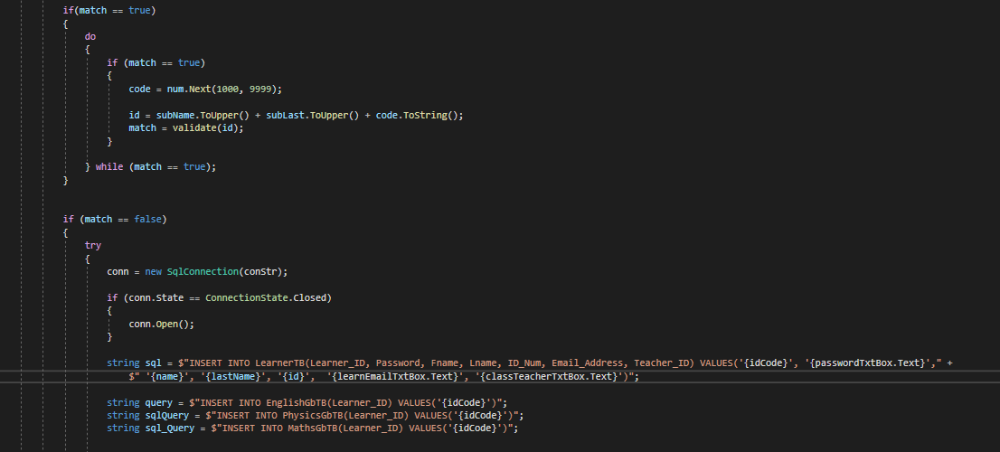 if(match == true)
{
do
{
if (match == true)
{
code = num.Next(1000, 9999);
id = subName.ToUpper() + subLast.ToUpper() + code.ToString();
match = validate(id);
}
} while (match == true);
}
if (match == false)
{
try
{
conn = new SqlConnection(conStr);
if (conn.State == ConnectionState.Closed)
{
conn.Open();
}
string sql = $"INSERT INTO LearnerTB(Learner_ID, Password, Fname, Lname, ID_Num, Email_Address, Teacher_ID) VALUES('{idCode}', '{passwordTxtBox.Text}'," +
$" '{name}', '{lastName}', '{id}',  '{learnEmailTxtBox.Text}', '{classTeacherTxtBox.Text}')";
string query = $"INSERT INTO EnglishGbTB(Learner_ID) VALUES('{idCode}')";
string sqlQuery = $"INSERT INTO PhysicsGbTB(Learner_ID) VALUES('{idCode}')";
string sql_Query = $"INSERT INTO MathsGbTB(Learner_ID) VALUES('{idCode}')";